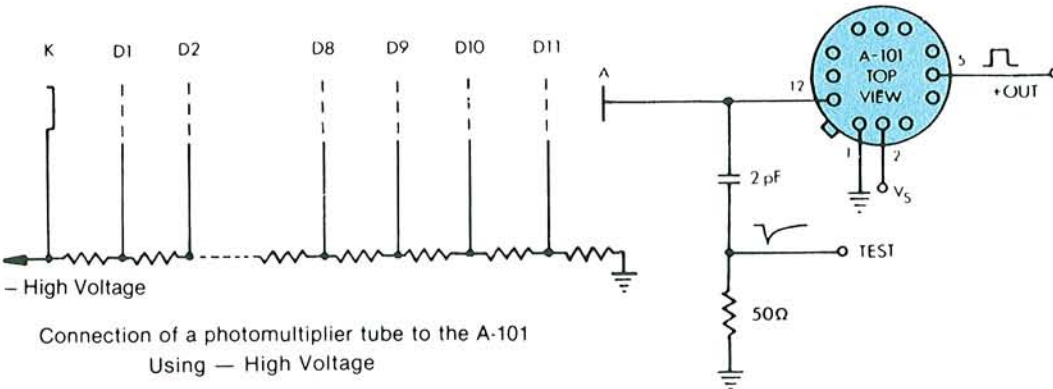 K D1 D2 D8 D9 D10 D11
A
12
A-101
TOP
VIEW
5
+OUT
1
2
VS
2 pF
TEST
– High Voltage
50Ω
Connection of a photomultiplier tube to the A-101
Using — High Voltage